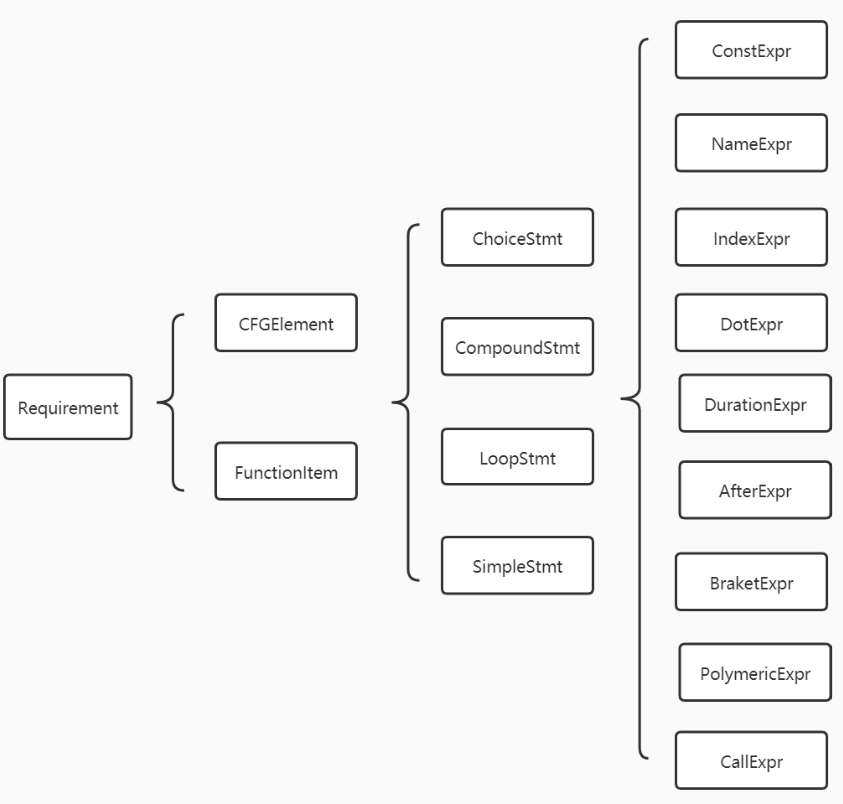 Requirement
CFGElement
FunctionItem
ChoiceStmt
CompoundStmt
LoopStmt
SimpleStmt
ConstExpr
NameExpr
IndexExpr
DotExpr
DurationExpr
AfterExpr
BraketExpr
PolymericExpr
CallExpr